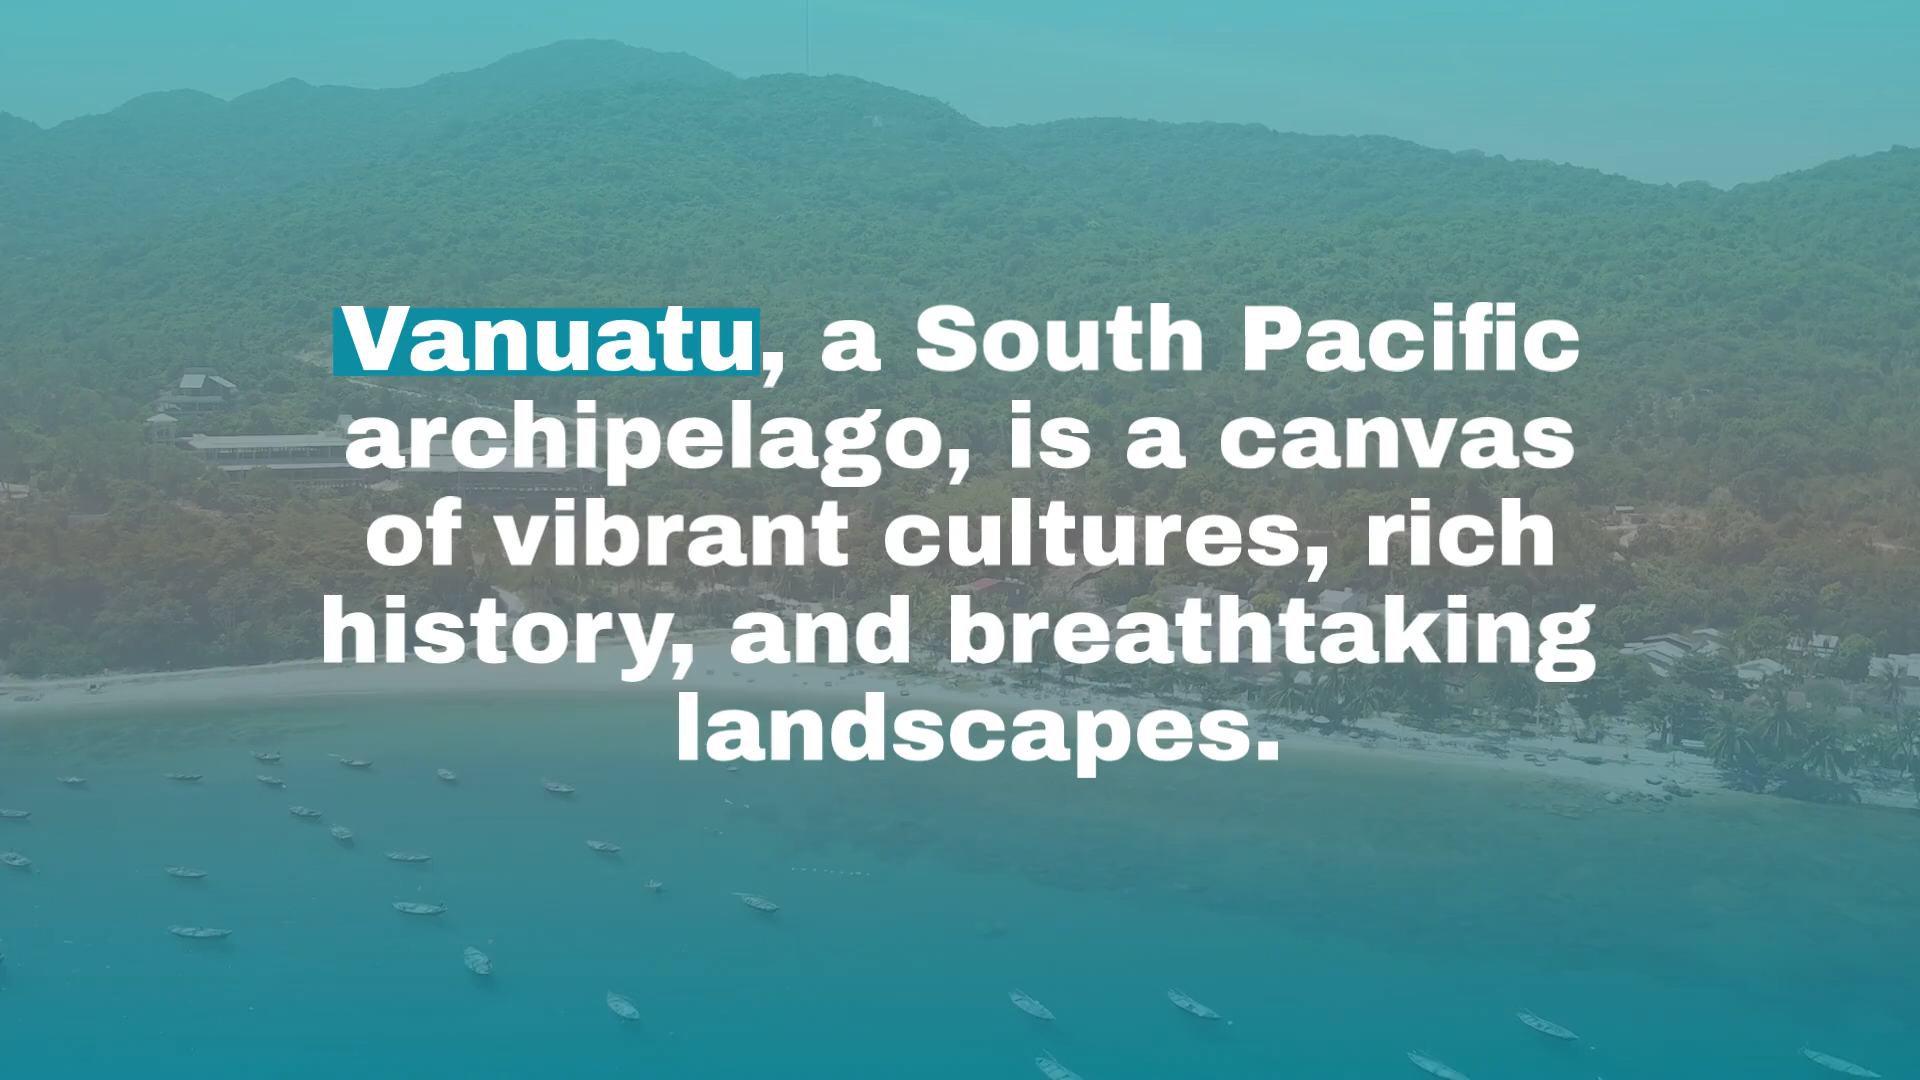 Vanuatu, a South Pacific
archipelago, is a canvas
of vibrant cultures, rich
history, and breathtaking
landscapes.